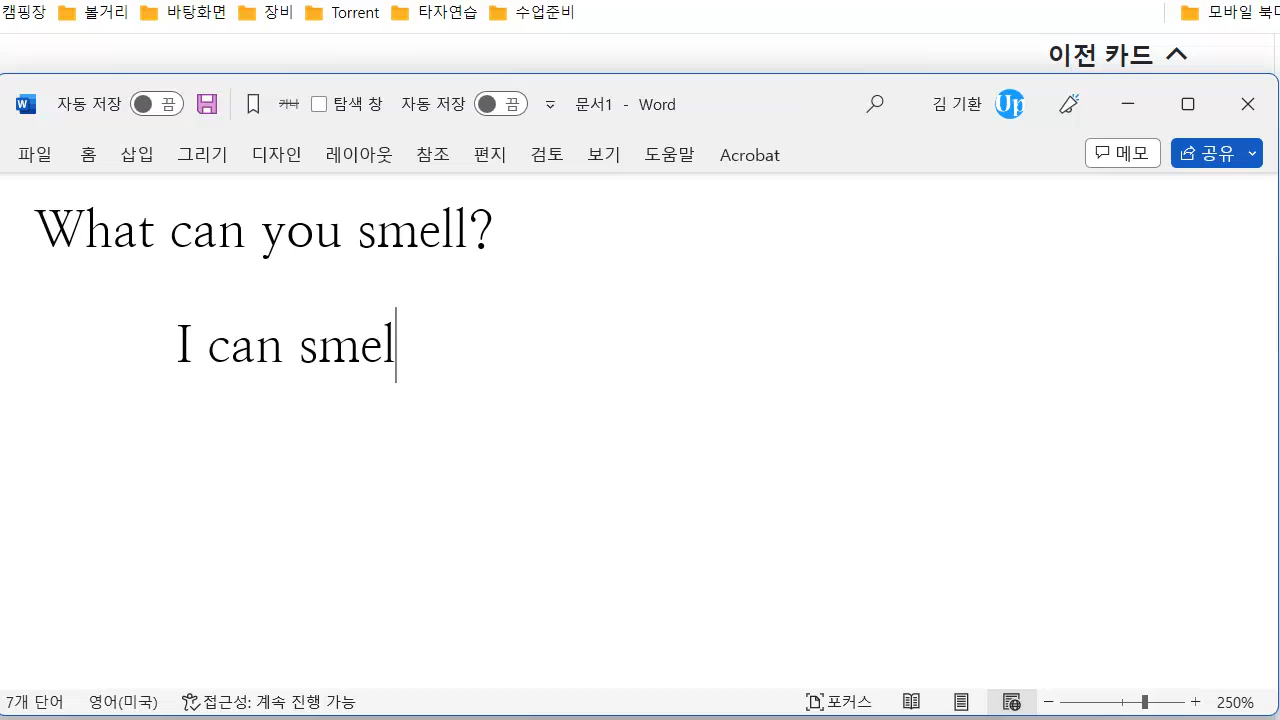 캠핑장 볼거리 바탕화면 장비 Torrent 타자연습 수업준비 모바일 북마
이전 카드
자동 저장 끔 가나 탐색 창 자동 저장 끔 문서1 - Word 김 기환 Up
파일 홈 삽입 그리기 디자인 레이아웃 참조 편지 검토 보기 도움말 Acrobat 메모 공유
What can you smell?
I can smel
7개 단어 영어(미국) 접근성: 계속 진행 가능 포커스 250%